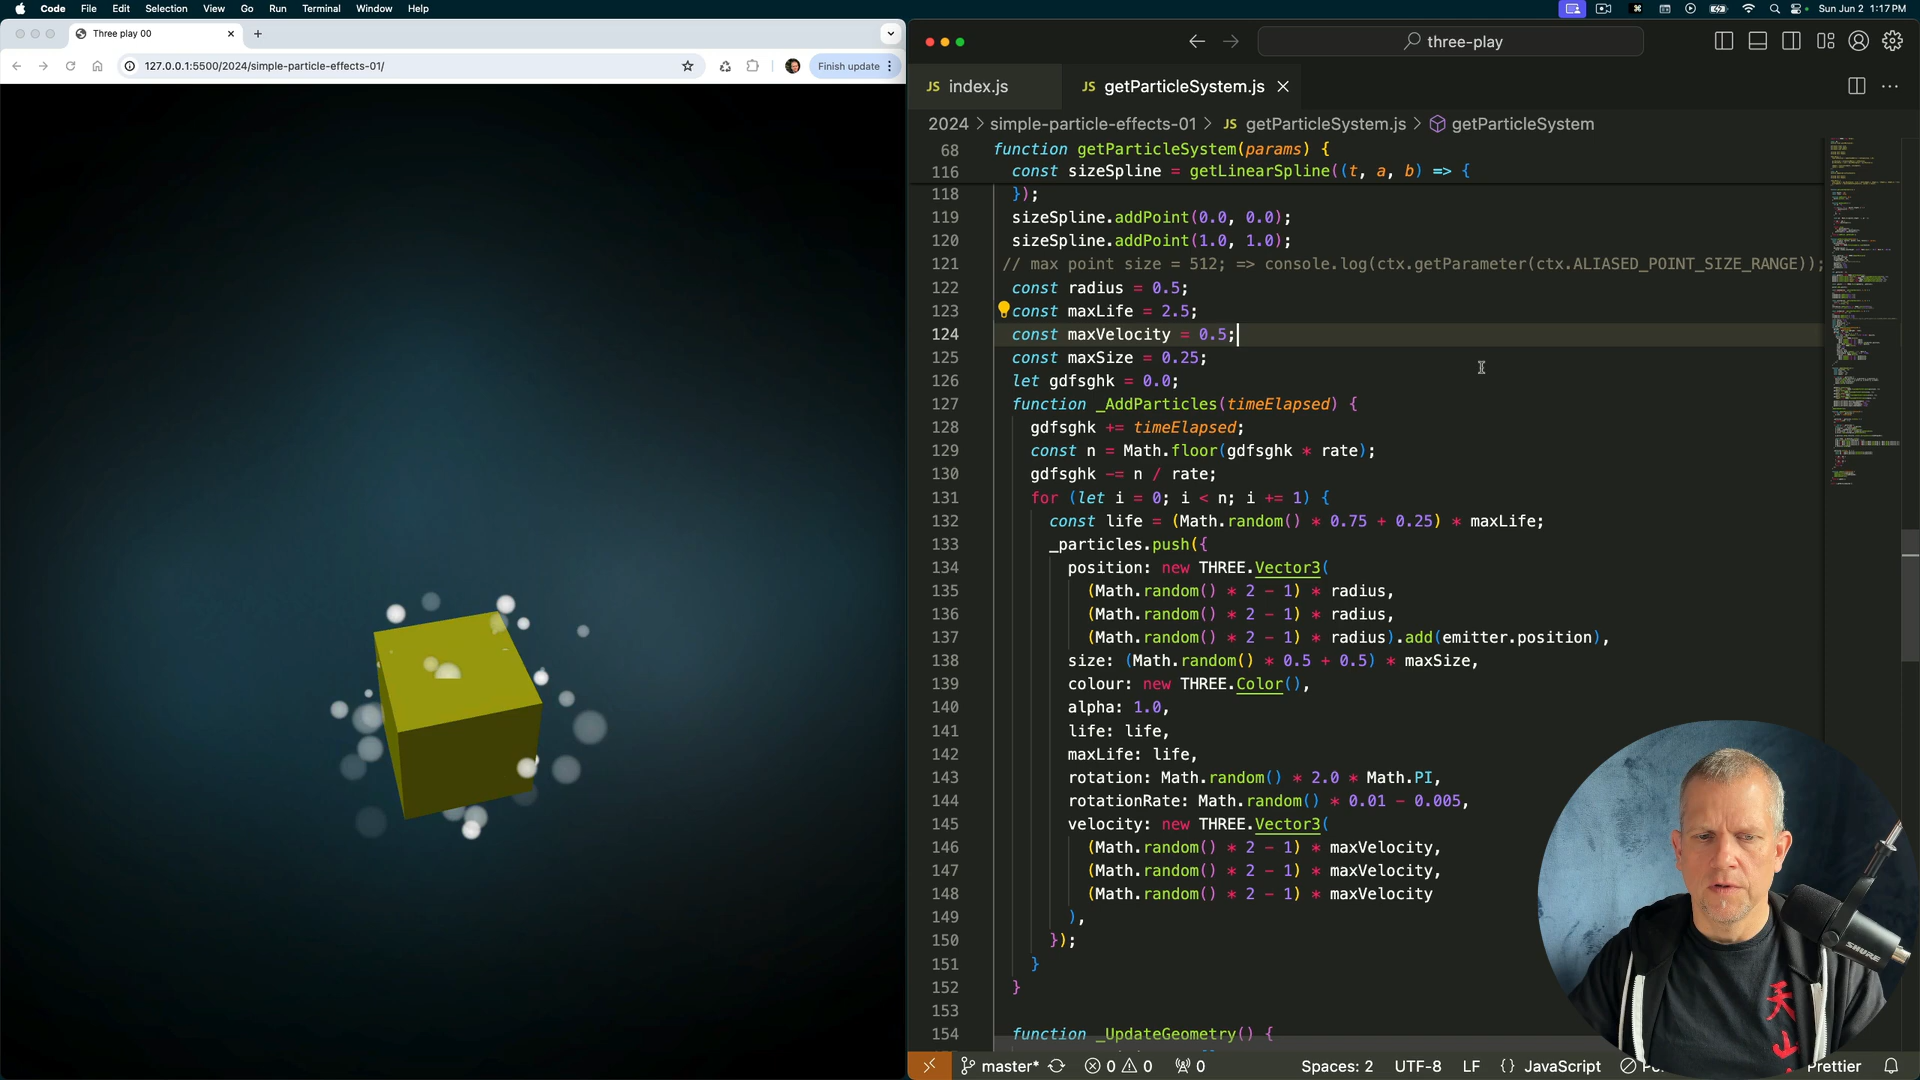 Code File Edit Selection View Go Run Terminal Window Help
Sun Jun 2 1:17 PM
Three play 00
127.0.0.1:5500/2024/simple-particle-effects-01/
Finish update
three-play
JS index.js
JS getParticleSystem.js
2024 > simple-particle-effects-01 > JS getParticleSystem.js > getParticleSystem
68 function getParticleSystem(params) {
116 const sizeSpline = getLinearSpline((t, a, b) => {
118 });
119 sizeSpline.addPoint(0.0, 0.0);
120 sizeSpline.addPoint(1.0, 1.0);
121 // max point size = 512; => console.log(ctx.getParameter(ctx.ALIASED_POINT_SIZE_RANGE));
122 const radius = 0.5;
123 const maxLife = 2.5;
124 const maxVelocity = 0.5;
125 const maxSize = 0.25;
126 let gdfsghk = 0.0;
127 function _AddParticles(timeElapsed) {
128 gdfsghk += timeElapsed;
129 const n = Math.floor(gdfsghk * rate);
130 gdfsghk -= n / rate;
131 for (let i = 0; i < n; i += 1) {
132 const life = (Math.random() * 0.75 + 0.25) * maxLife;
133 _particles.push({
134 position: new THREE.Vector3(
135 (Math.random() * 2 - 1) * radius,
136 (Math.random() * 2 - 1) * radius,
137 (Math.random() * 2 - 1) * radius).add(emitter.position),
138 size: (Math.random() * 0.5 + 0.5) * maxSize,
139 colour: new THREE.Color(),
140 alpha: 1.0,
141 life: life,
142 maxLife: life,
143 rotation: Math.random() * 2.0 * Math.PI,
144 rotationRate: Math.random() * 0.01 - 0.005,
145 velocity: new THREE.Vector3(
146 (Math.random() * 2 - 1) * maxVelocity,
147 (Math.random() * 2 - 1) * maxVelocity,
148 (Math.random() * 2 - 1) * maxVelocity
149 ),
150 });
151 }
152 }
153
154 function _UpdateGeometry() {
master* 0 0 0 Spaces: 2 UTF-8 LF {} JavaScript Prettier
SHURE
天
山